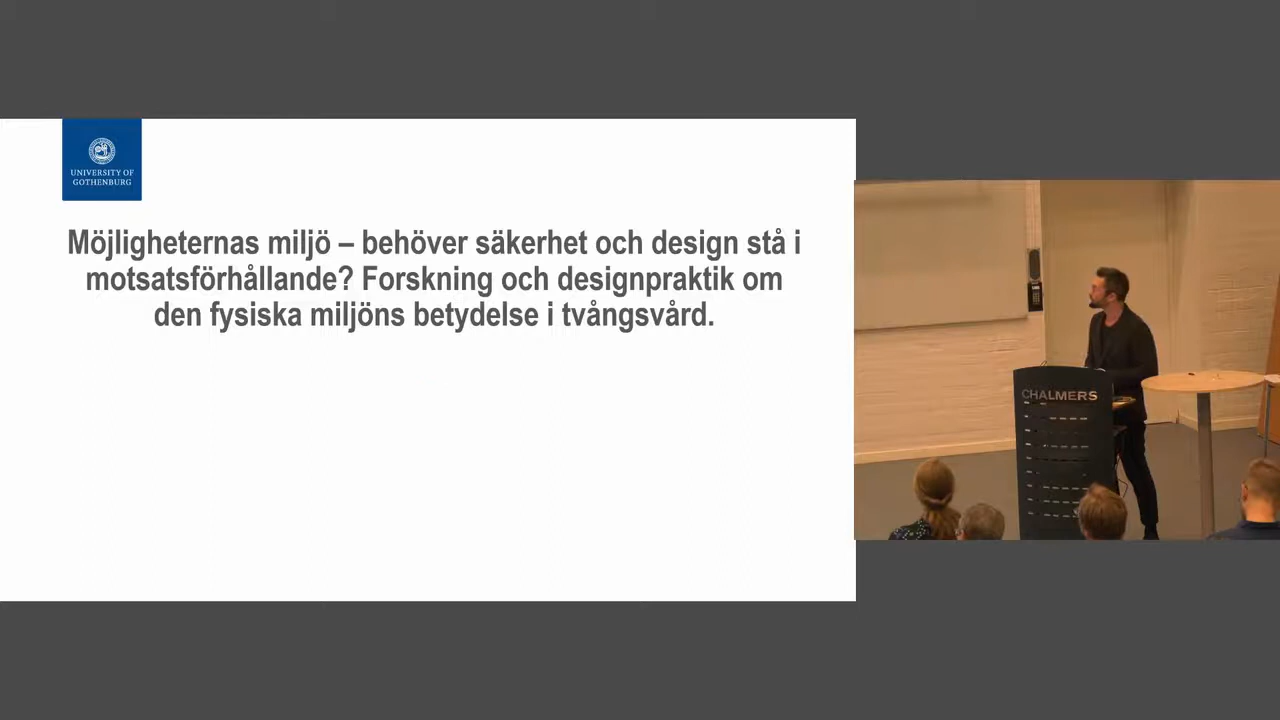 UNIVERSITY OF
GOTHENBURG
Möjligheternas miljö – behöver säkerhet och design stå i
motsatsförhållande? Forskning och designpraktik om
den fysiska miljöns betydelse i tvångsvård.
CHALMERS